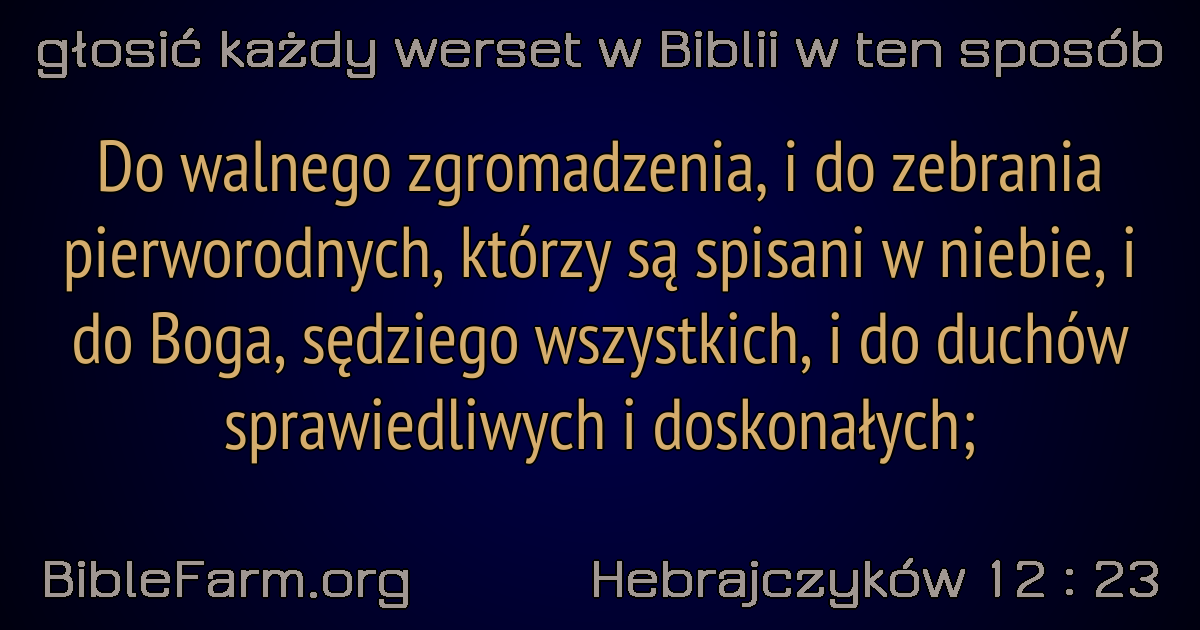 głosić każdy werset w Biblii w ten sposób
Do walnego zgromadzenia, i do zebrania
pierworodnych, którzy są spisani w niebie, i
do Boga, sędziego wszystkich, i do duchów
sprawiedliwych i doskonałych;
BibleFarm.org
Hebrajczyków 12 : 23